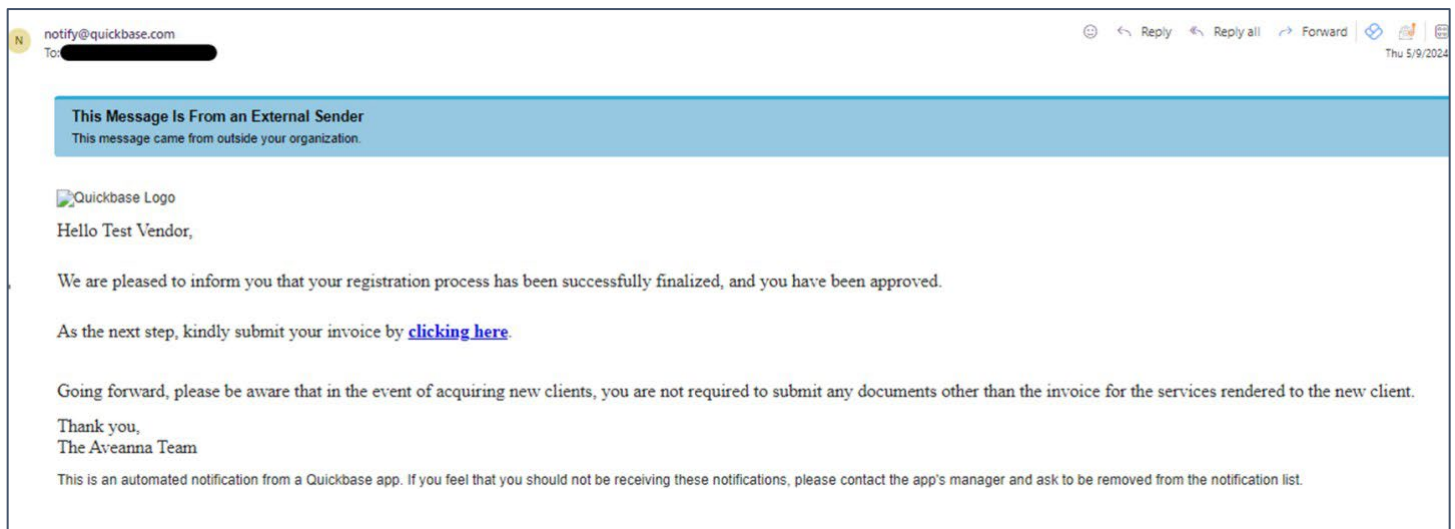 N
notify@quickbase.com
Reply Reply all Forward
To:
Thu 5/9/2024
This Message Is From an External Sender
This message came from outside your organization.
Quickbase Logo
Hello Test Vendor,
We are pleased to inform you that your registration process has been successfully finalized, and you have been approved.
As the next step, kindly submit your invoice by clicking here.
Going forward, please be aware that in the event of acquiring new clients, you are not required to submit any documents other than the invoice for the services rendered to the new client.
Thank you,
The Aveanna Team
This is an automated notification from a Quickbase app. If you feel that you should not be receiving these notifications, please contact the app's manager and ask to be removed from the notification list.